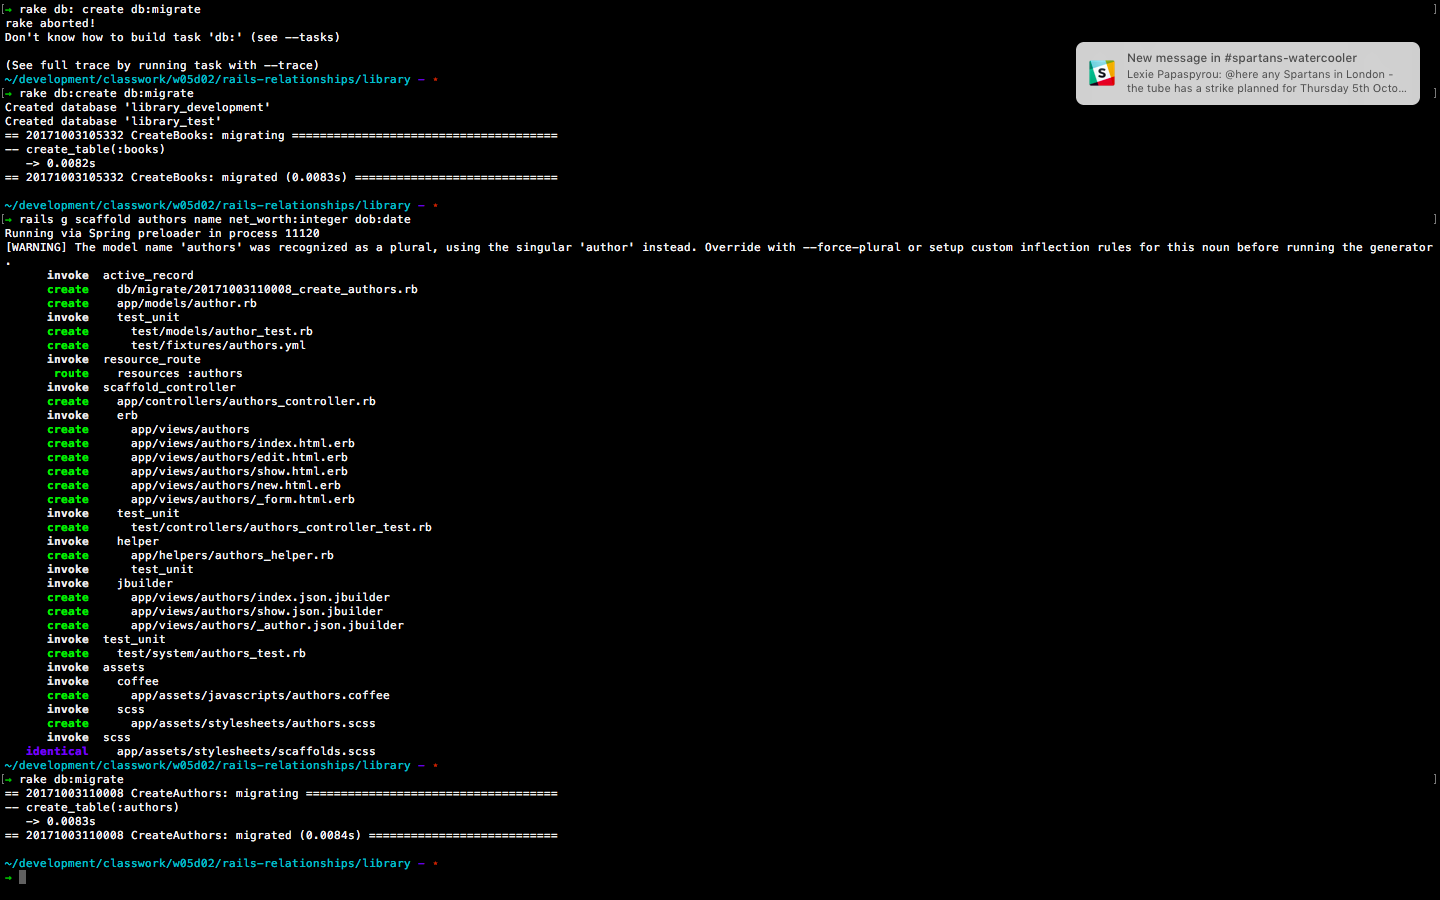 → rake db: create db:migrate
rake aborted!
Don't know how to build task 'db:' (see --tasks)
(See full trace by running task with --trace)
~/development/classwork/w05d02/rails-relationships/library – *
→ rake db:create db:migrate
Created database 'library_development'
Created database 'library_test'
== 20171003105332 CreateBooks: migrating ======================================
-- create_table(:books)
-> 0.0082s
== 20171003105332 CreateBooks: migrated (0.0083s) =============================
New message in #spartans-watercooler
Lexie Papaspyrou: @here any Spartans in London -
the tube has a strike planned for Thursday 5th Octo...
~/development/classwork/w05d02/rails-relationships/library – *
→ rails g scaffold authors name net_worth:integer dob:date
Running via Spring preloader in process 11120
[WARNING] The model name 'authors' was recognized as a plural, using the singular 'author' instead. Override with --force-plural or setup custom inflection rules for this noun before running the generator
.
invoke active_record
create db/migrate/20171003110008_create_authors.rb
create app/models/author.rb
invoke test_unit
create test/models/author_test.rb
create test/fixtures/authors.yml
invoke resource_route
route resources :authors
invoke scaffold_controller
create app/controllers/authors_controller.rb
invoke erb
create app/views/authors
create app/views/authors/index.html.erb
create app/views/authors/edit.html.erb
create app/views/authors/show.html.erb
create app/views/authors/new.html.erb
create app/views/authors/_form.html.erb
invoke test_unit
create test/controllers/authors_controller_test.rb
invoke helper
create app/helpers/authors_helper.rb
invoke test_unit
invoke jbuilder
create app/views/authors/index.json.jbuilder
create app/views/authors/show.json.jbuilder
create app/views/authors/_author.json.jbuilder
invoke test_unit
create test/system/authors_test.rb
invoke assets
invoke coffee
create app/assets/javascripts/authors.coffee
invoke scss
create app/assets/stylesheets/authors.scss
invoke scss
identical app/assets/stylesheets/scaffolds.scss
~/development/classwork/w05d02/rails-relationships/library – *
→ rake db:migrate
== 20171003110008 CreateAuthors: migrating ====================================
-- create_table(:authors)
-> 0.0083s
== 20171003110008 CreateAuthors: migrated (0.0084s) ===========================
~/development/classwork/w05d02/rails-relationships/library – *
→